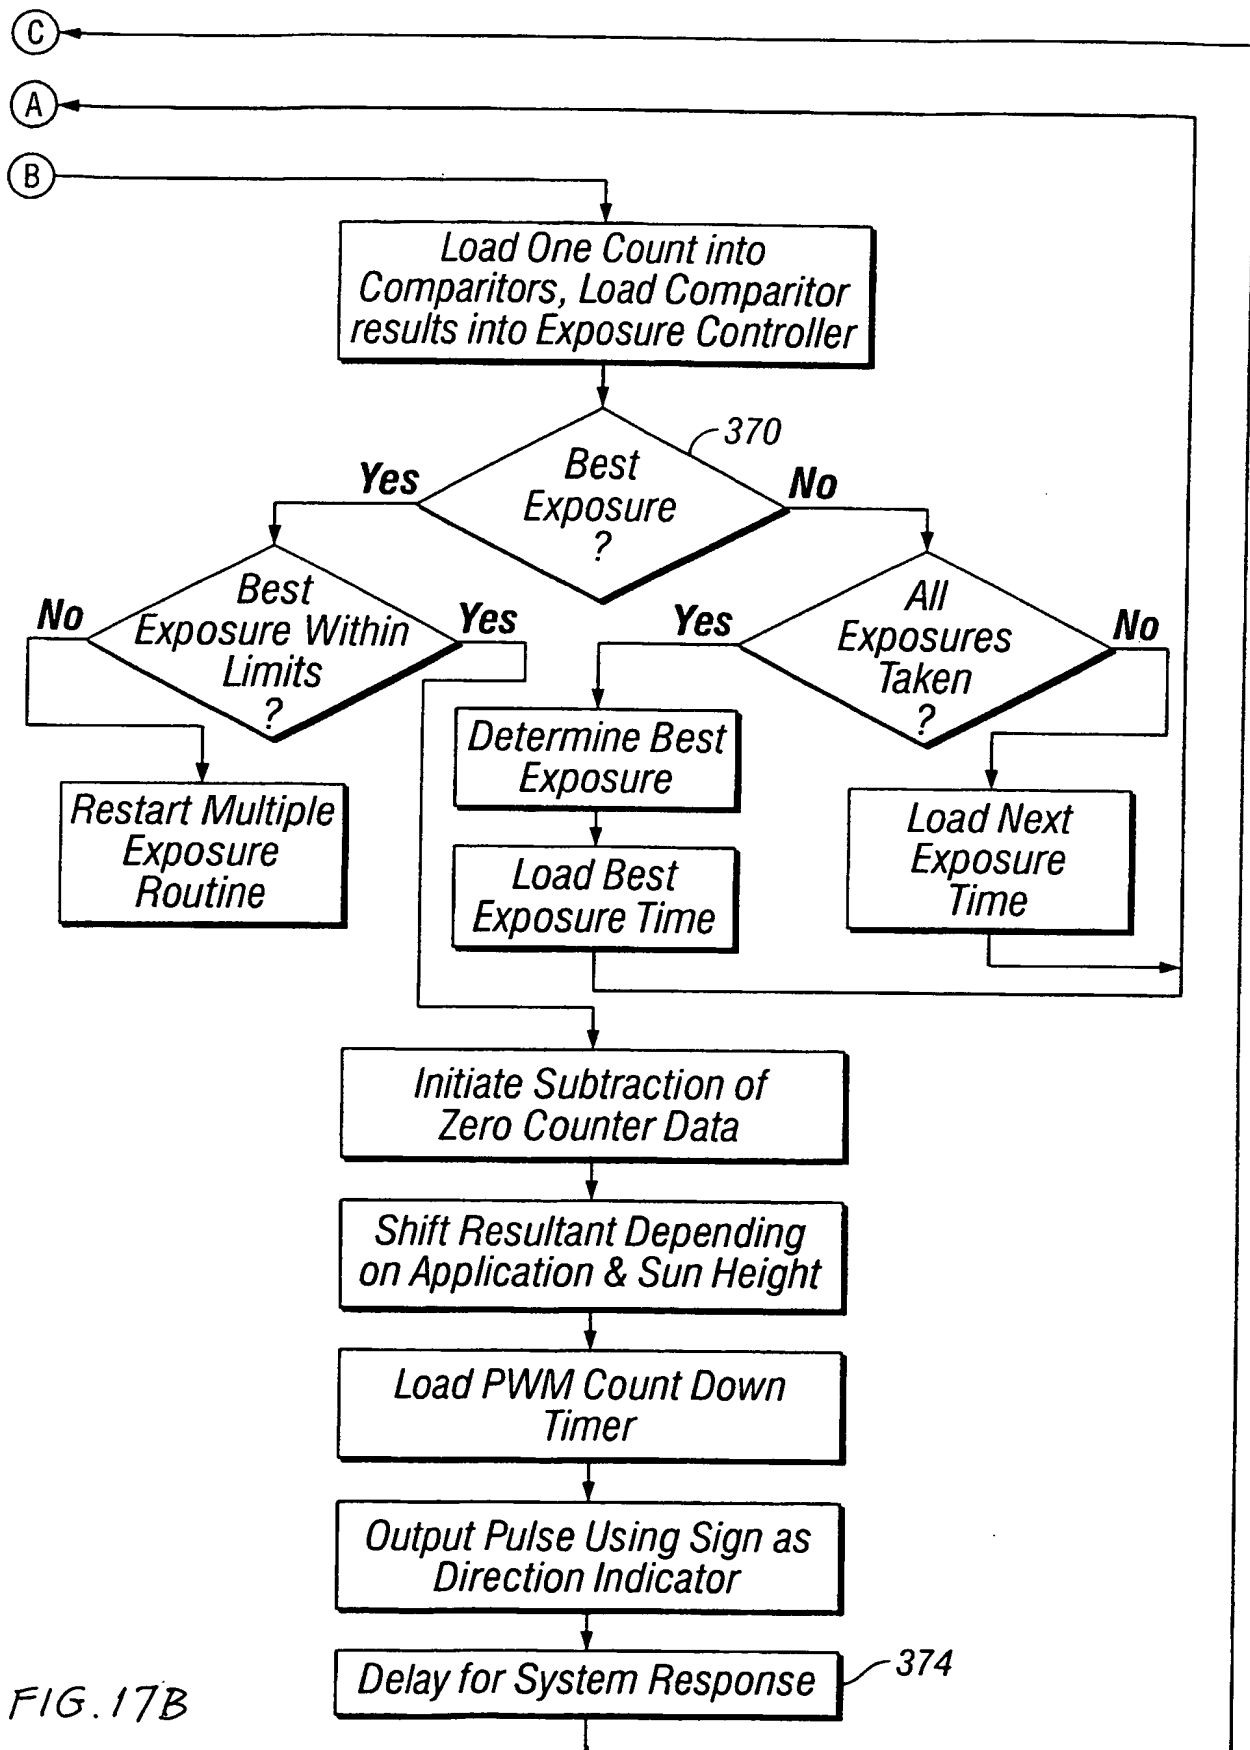 C
A
B
Load One Count into
Comparitors, Load Comparitor
results into Exposure Controller
370
Best
Exposure
?
Yes
No
Best
Exposure Within
Limits
?
No
Yes
All
Exposures
Taken
?
Yes
No
Restart Multiple
Exposure
Routine
Determine Best
Exposure
Load Best
Exposure Time
Load Next
Exposure
Time
Initiate Subtraction of
Zero Counter Data
Shift Resultant Depending
on Application & Sun Height
Load PWM Count Down
Timer
Output Pulse Using Sign as
Direction Indicator
Delay for System Response
374
FIG. 17B